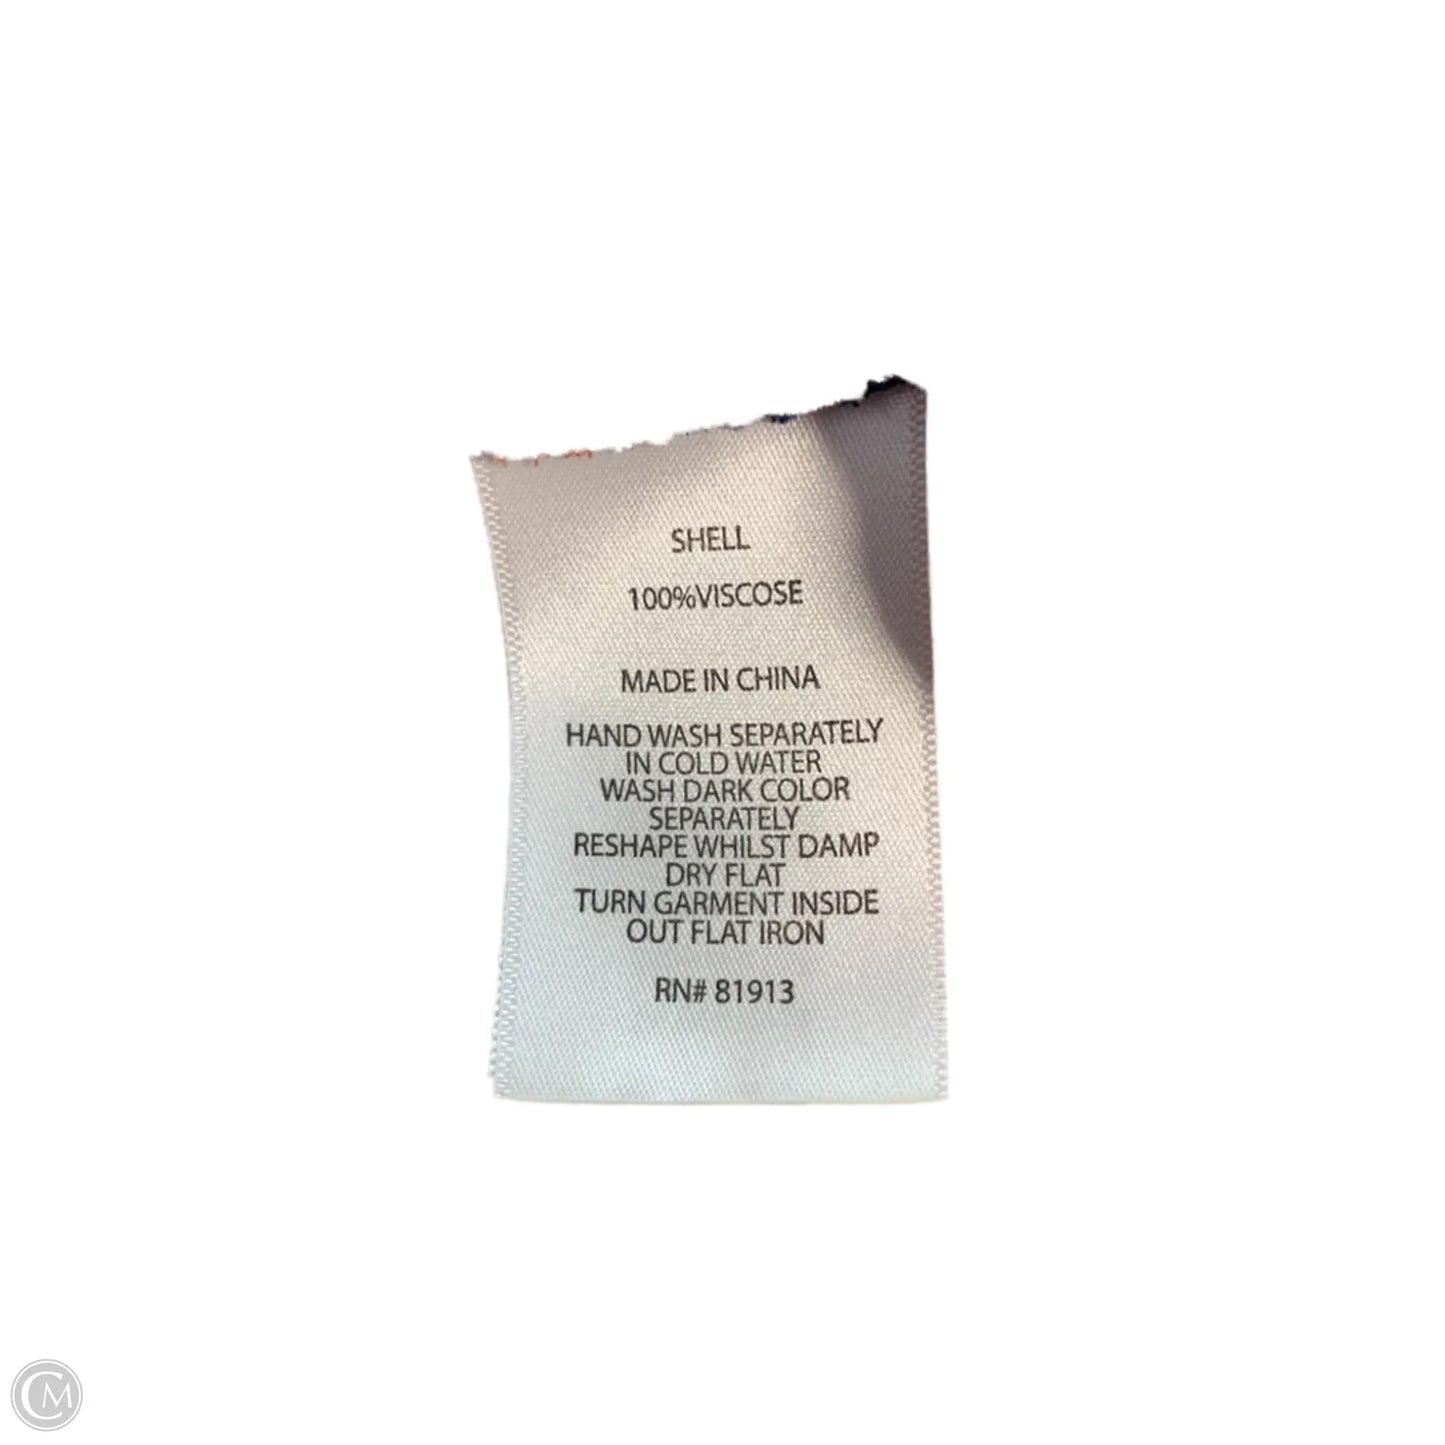 SHELL
100%VISCOSE
MADE IN CHINA
HAND WASH SEPARATELY
IN COLD WATER
WASH DARK COLOR
SEPARATELY
RESHAPE WHILST DAMP
DRY FLAT
TURN GARMENT INSIDE
OUT FLAT IRON
RN# 81913
CM